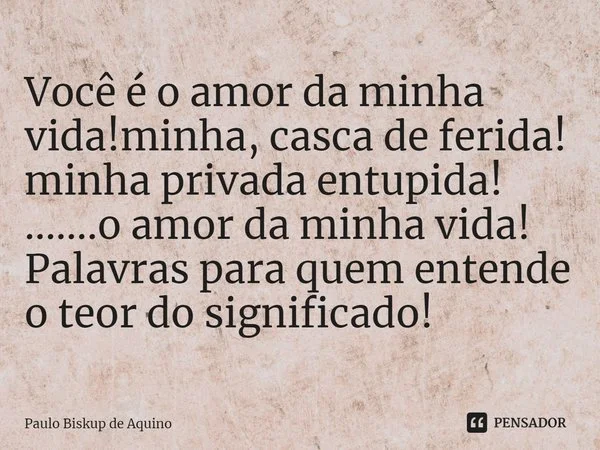 Você é o amor da minha
vida!minha, casca de ferida!
minha privada entupida!
.......o amor da minha vida!
Palavras para quem entende
o teor do significado!
Paulo Biskup de Aquino
PENSADOR